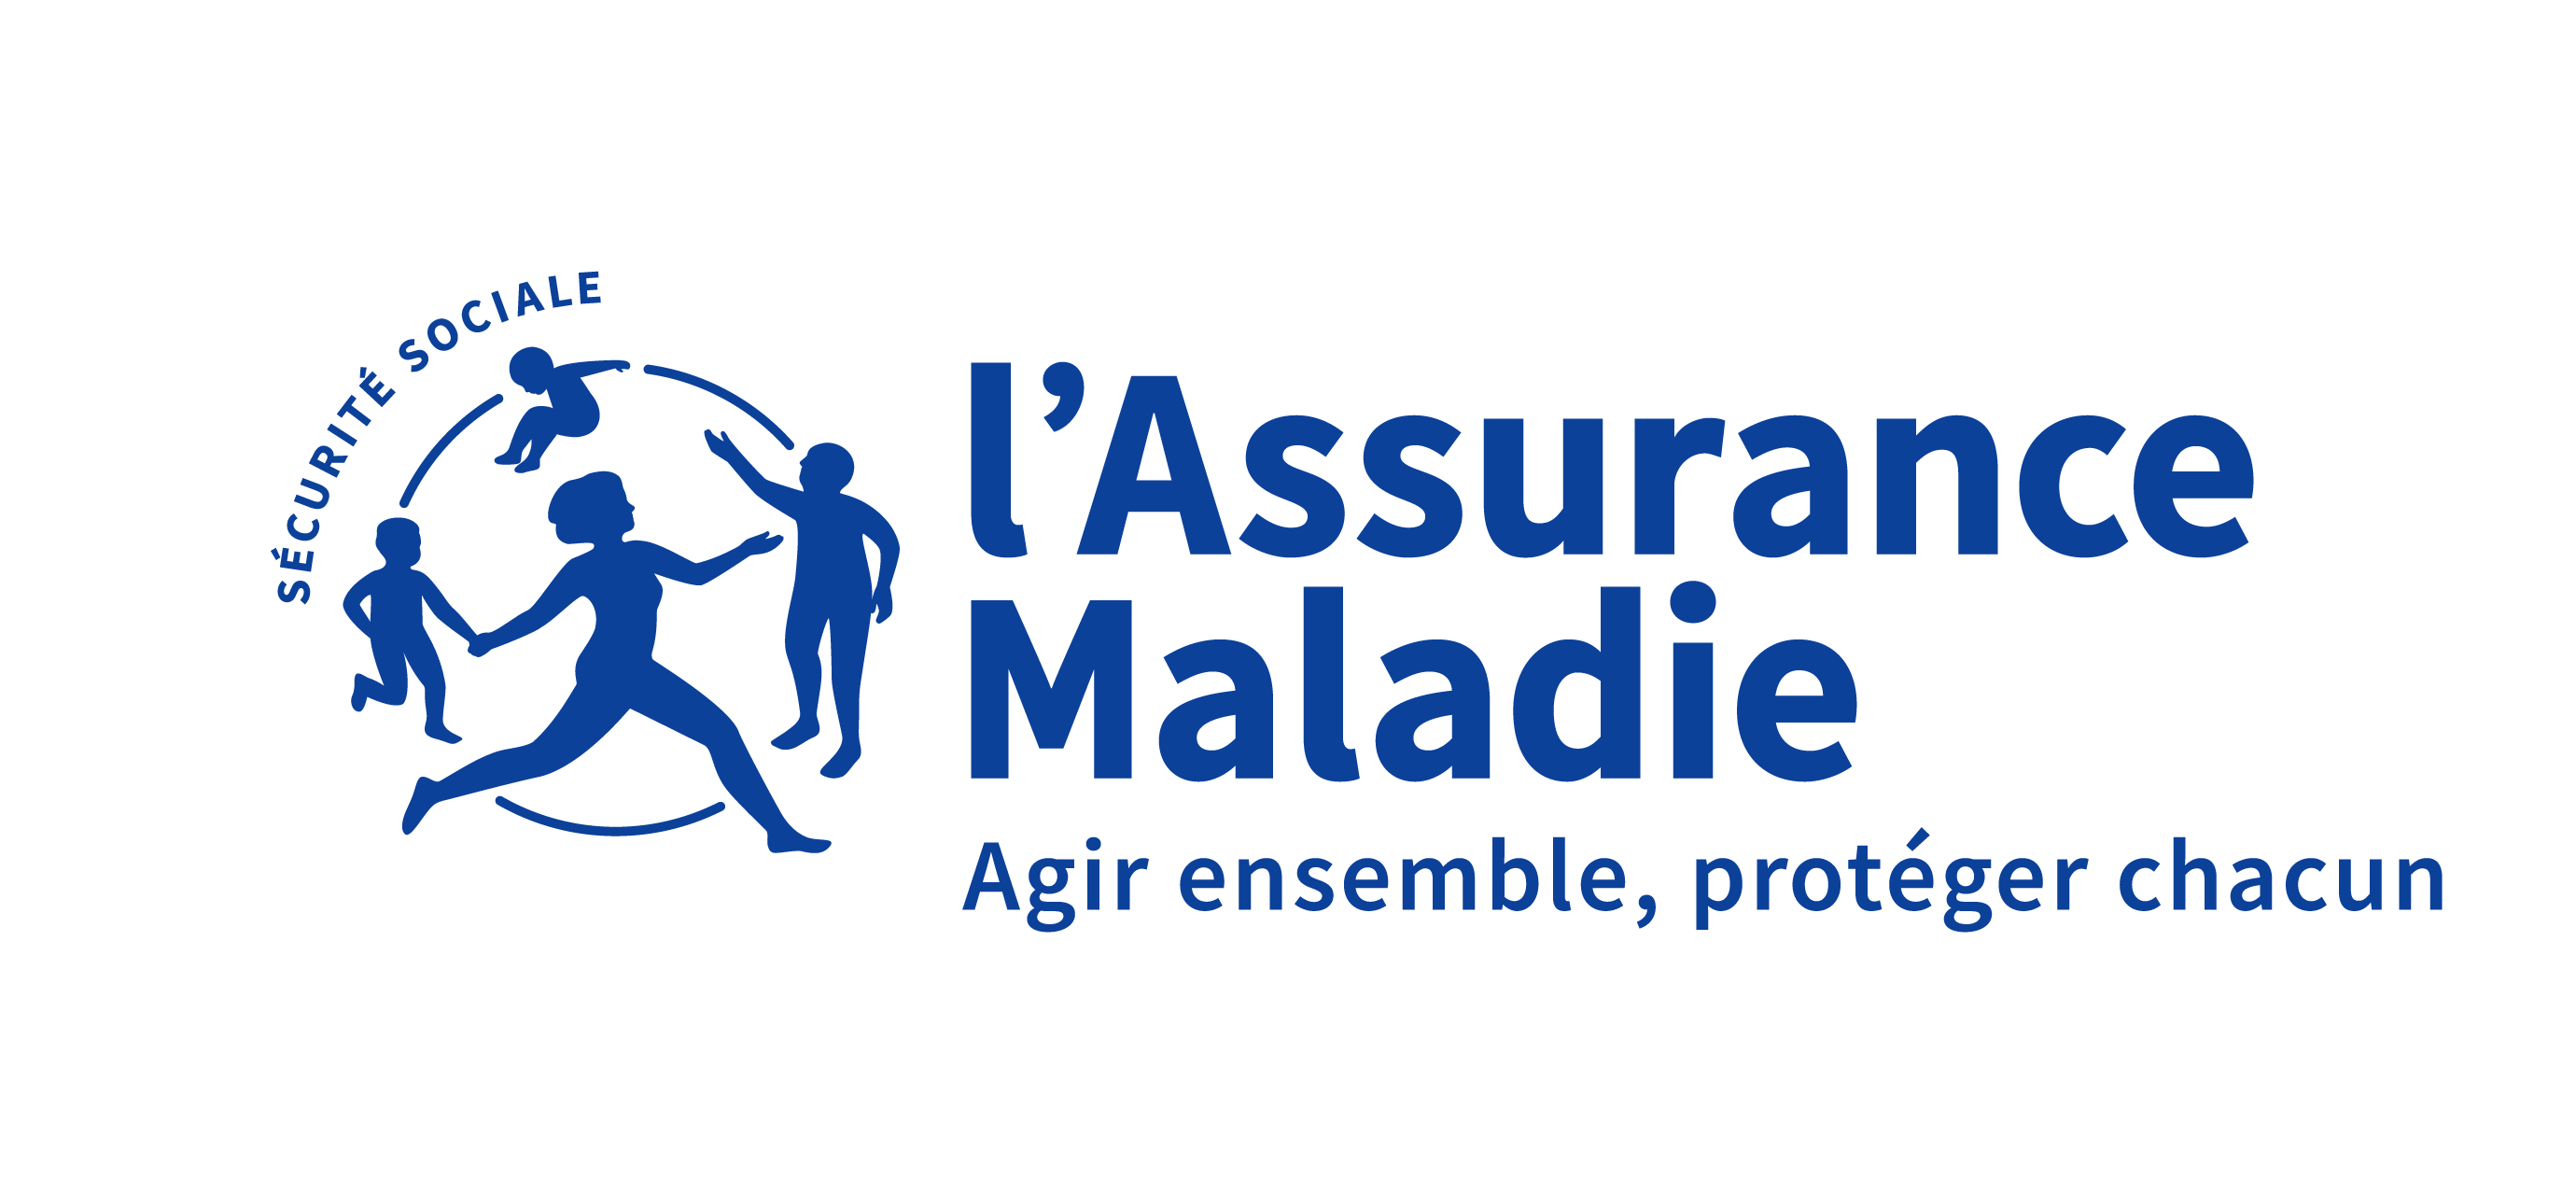 SÉCURITÉ SOCIALE
l’Assurance
Maladie
Agir ensemble, protéger chacun